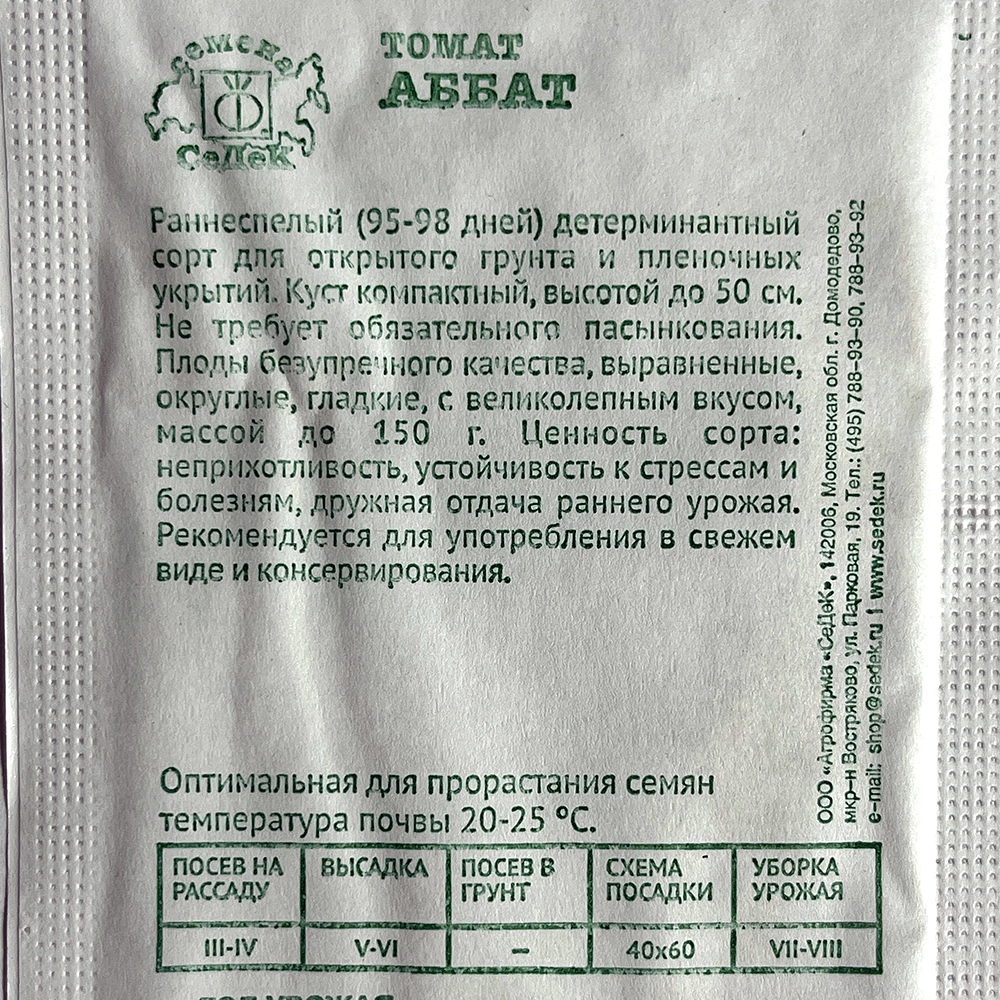 семена
СеДеК
ТОМАТ
АББАТ
Раннеспелый (95-98 дней) детерминантный
сорт для открытого грунта и пленочных
укрытий. Куст компактный, высотой до 50 см.
Не требует обязательного пасынкования.
Плоды безупречного качества, выравненные,
округлые, гладкие, с великолепным вкусом,
массой до 150 г. Ценность сорта:
неприхотливость, устойчивость к стрессам и
болезням, дружная отдача раннего урожая.
Рекомендуется для употребления в свежем
виде и консервирования.
ООО «Агрофирма «СеДеК», 142006, Московская обл. г. Домодедово,
мкр-н Востряково, ул. Парковая, 19. Тел.: (495) 788-93-90, 788-93-92
e-mail: shop@sedek.ru | www.sedek.ru
Оптимальная для прорастания семян
температура почвы 20-25 °С.
ПОСЕВ НА РАССАДУ ВЫСАДКА ПОСЕВ В ГРУНТ СХЕМА ПОСАДКИ УБОРКА УРОЖАЯ
III-IV V-VI – 40x60 VII-VIII